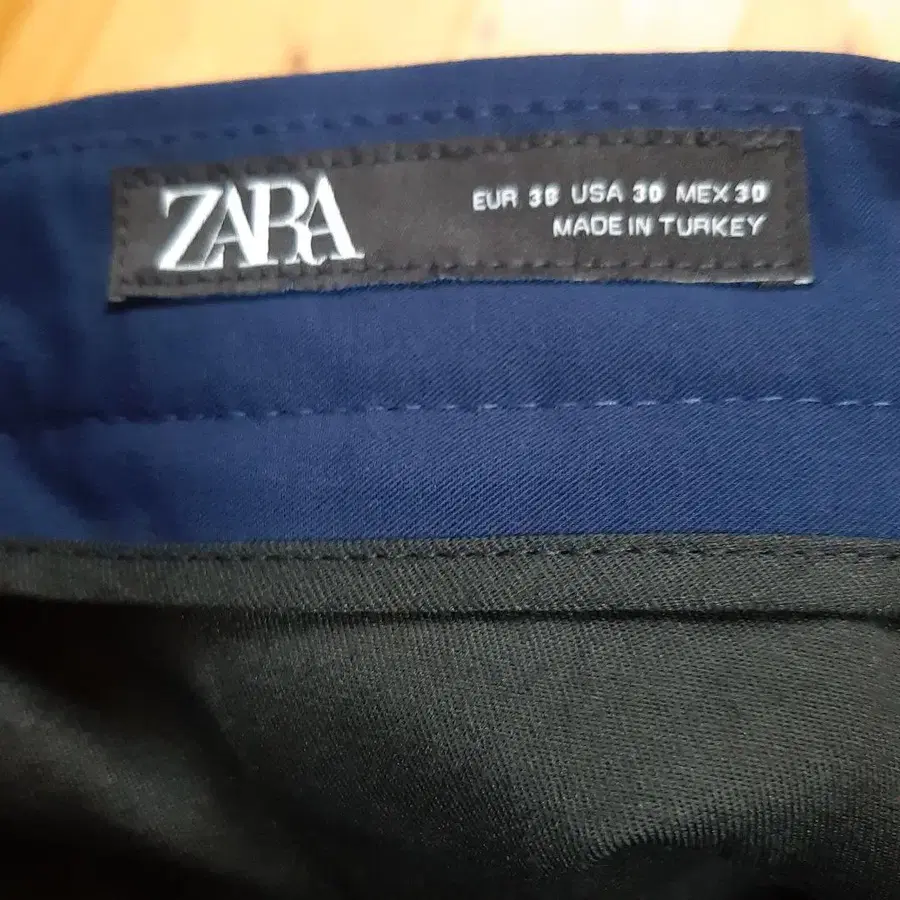 ZARA
EUR 38 USA 30 MEX 30
MADE IN TURKEY